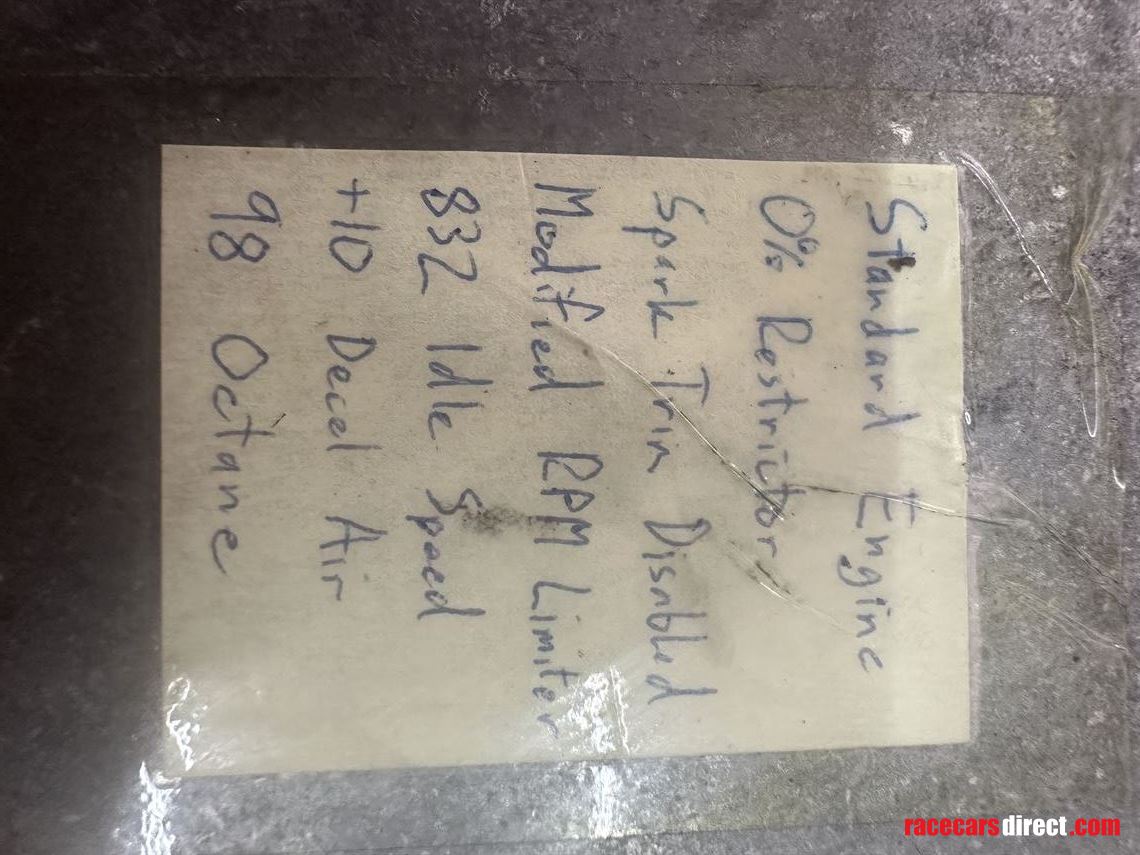 Standard Engine
0% Restrictor
Spark Trim Disabled
Modified RPM Limiter
832 Idle Speed
+10 Decel Air
98 Octane
racecarsdirect.com